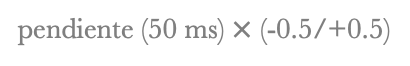 pendiente (50 ms) × (-0.5/+0.5)